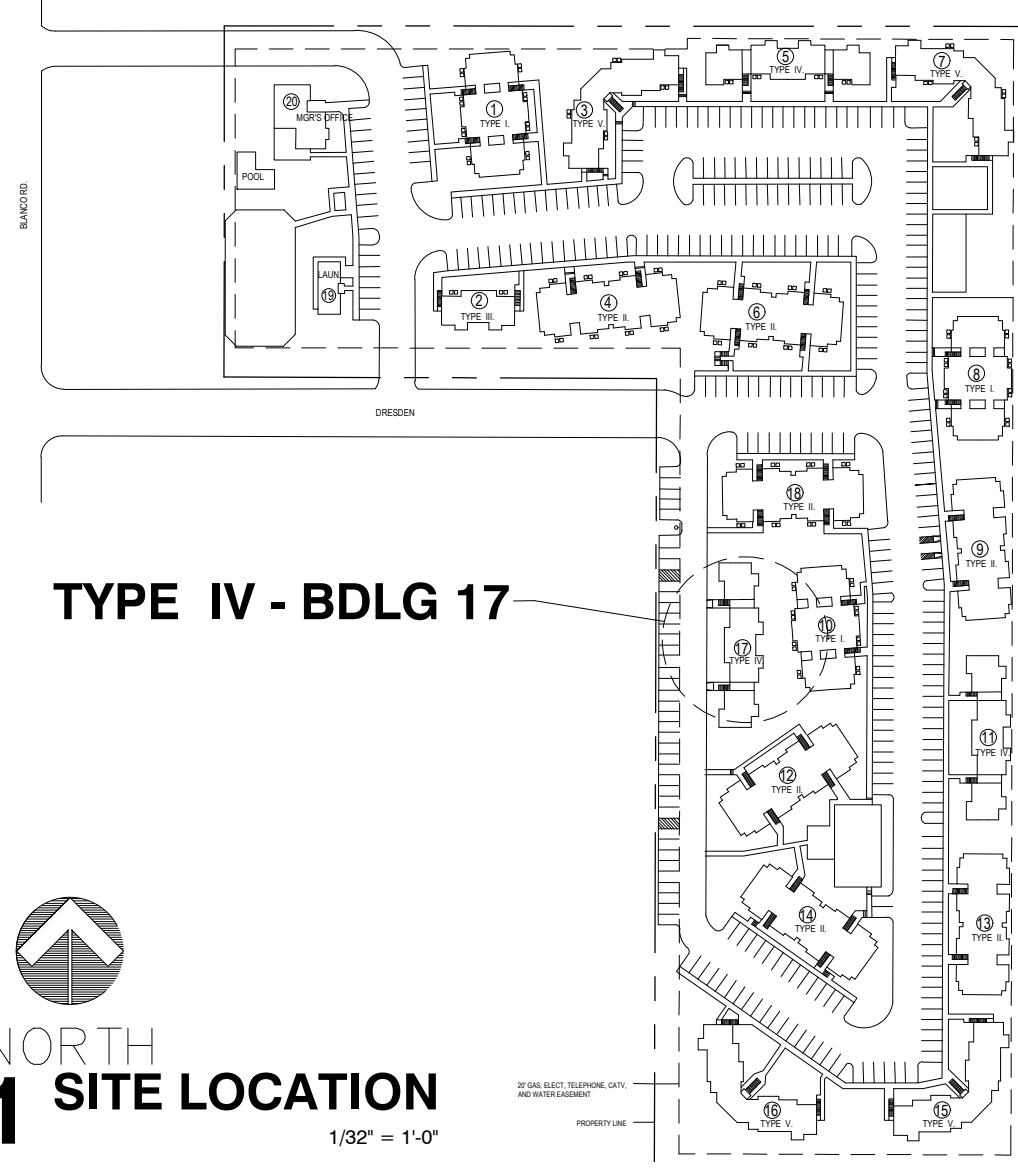 5
TYPE IV.
7
TYPE V.
20
MGR'S OFFICE
1
TYPE I.
3
TYPE V.
POOL
BLANCO RD.
LAUN.
19
2
TYPE III.
4
TYPE II.
6
TYPE II.
8
TYPE I.
DRESDEN
18
TYPE II.
9
TYPE II.
TYPE IV - BDLG 17
10
TYPE I.
17
TYPE IV.
11
TYPE IV.
12
TYPE II.
14
TYPE II.
13
TYPE II.
NORTH
1 SITE LOCATION
1/32" = 1'-0"
20' GAS, ELECT, TELEPHONE, CATV,
AND WATER EASEMENT
PROPERTY LINE
16
TYPE V.
15
TYPE V.